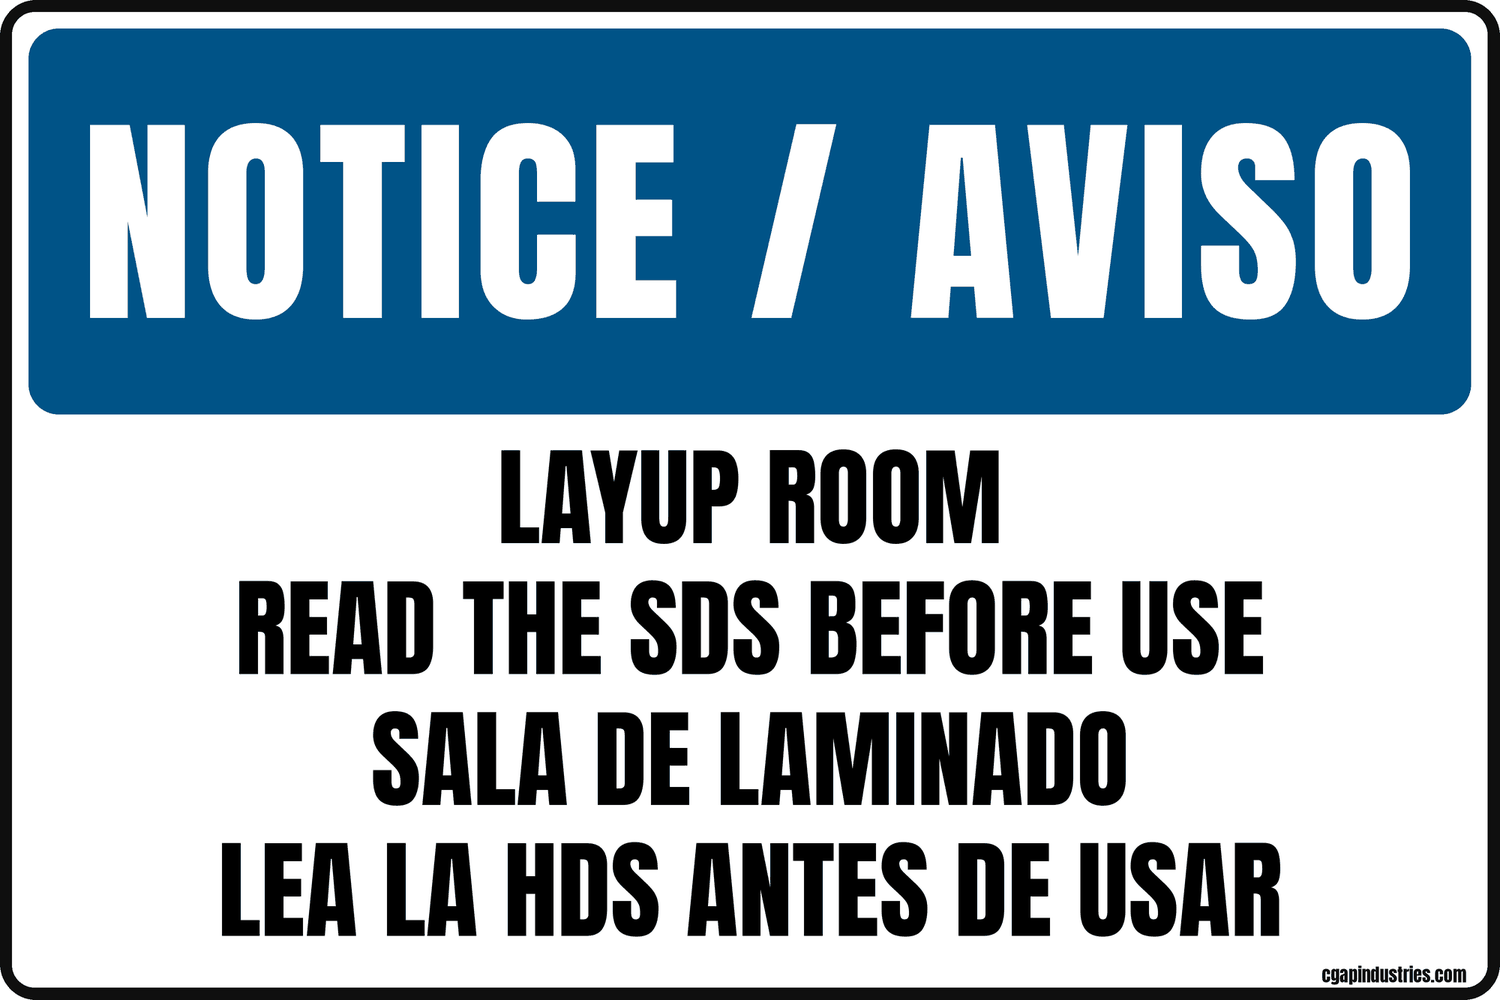 NOTICE / AVISO
LAYUP ROOM
READ THE SDS BEFORE USE
SALA DE LAMINADO
LEA LA HDS ANTES DE USAR
cgapindustries.com